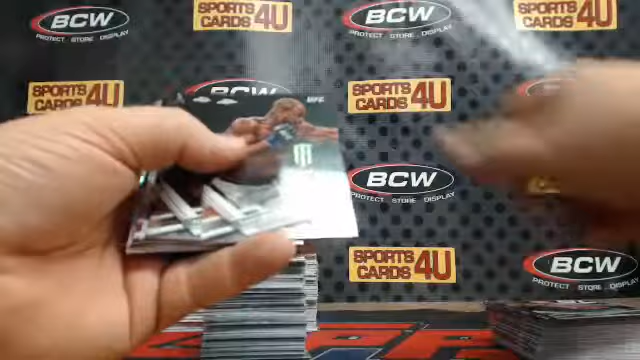 BCW
PROTECT . STORE . DISPLAY
SPORTS
CARDS 4U
BCW
PROTECT . STORE . DISPLAY
SPORTS
CARDS 4U
SPORTS
CARDS 4U
BCW
SPORTS
CARDS 4U
BCW
PROTECT . STORE . DISPLAY
SPORTS
CARDS 4U
BCW
PROTECT . STORE . DISPLAY